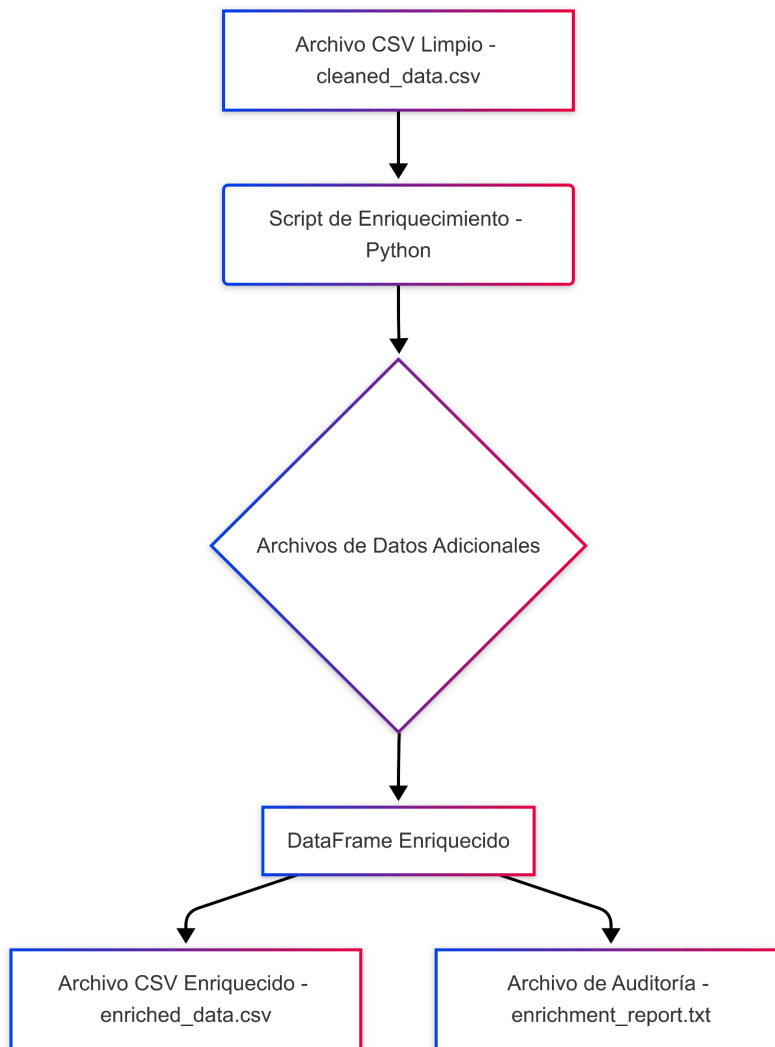 Archivo CSV Limpio -
cleaned_data.csv
Script de Enriquecimiento -
Python
Archivos de Datos Adicionales
DataFrame Enriquecido
Archivo CSV Enriquecido -
enriched_data.csv
Archivo de Auditoría -
enrichment_report.txt